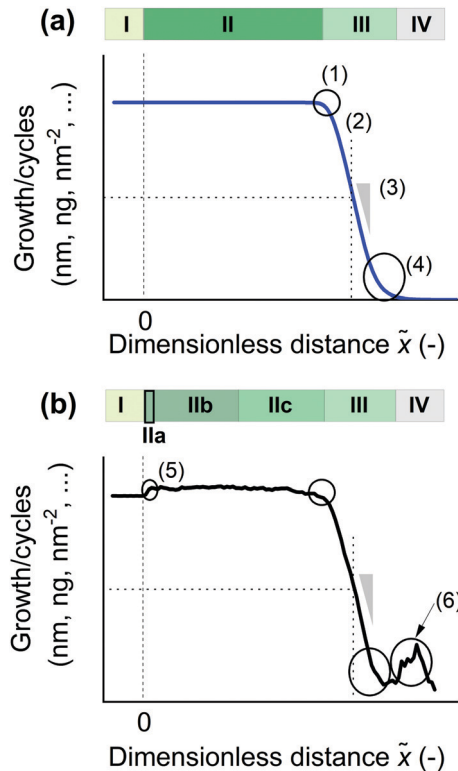 (a)
I II III IV
(1)
(2)
(3)
(4)
Growth/cycles
(nm, ng, nm⁻², ...)
0
Dimensionless distance x̃ (-)
(b)
I IIb IIc III IV
IIa
(5)
(6)
Growth/cycles
(nm, ng, nm⁻², ...)
0
Dimensionless distance x̃ (-)